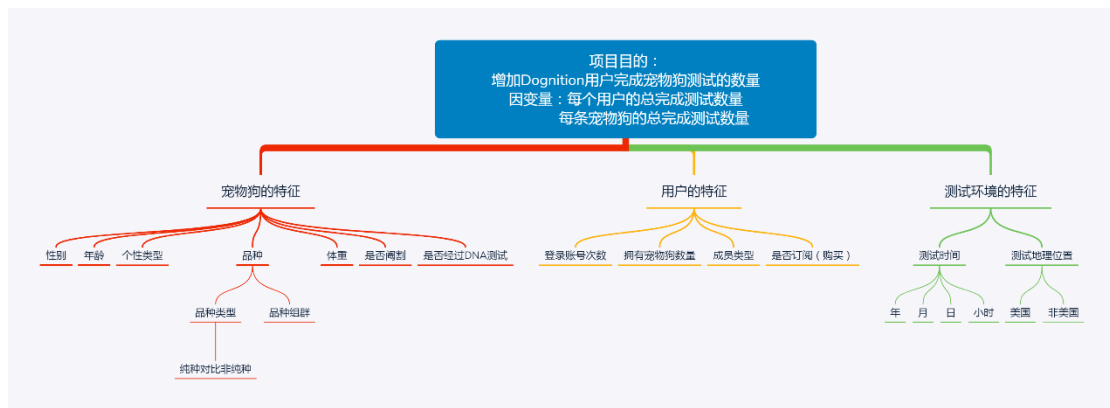 项目目的：
增加Dognition用户完成宠物狗测试的数量
因变量：每个用户的总完成测试数量
每条宠物狗的总完成测试数量
宠物狗的特征
用户的特征
测试环境的特征
性别
年龄
个性类型
品种
体重
是否阉割
是否经过DNA测试
登录账号次数
拥有宠物狗数量
成员类型
是否订阅（购买）
测试时间
测试地理位置
品种类型
品种组群
年
月
日
小时
美国
非美国
纯种对比非纯种